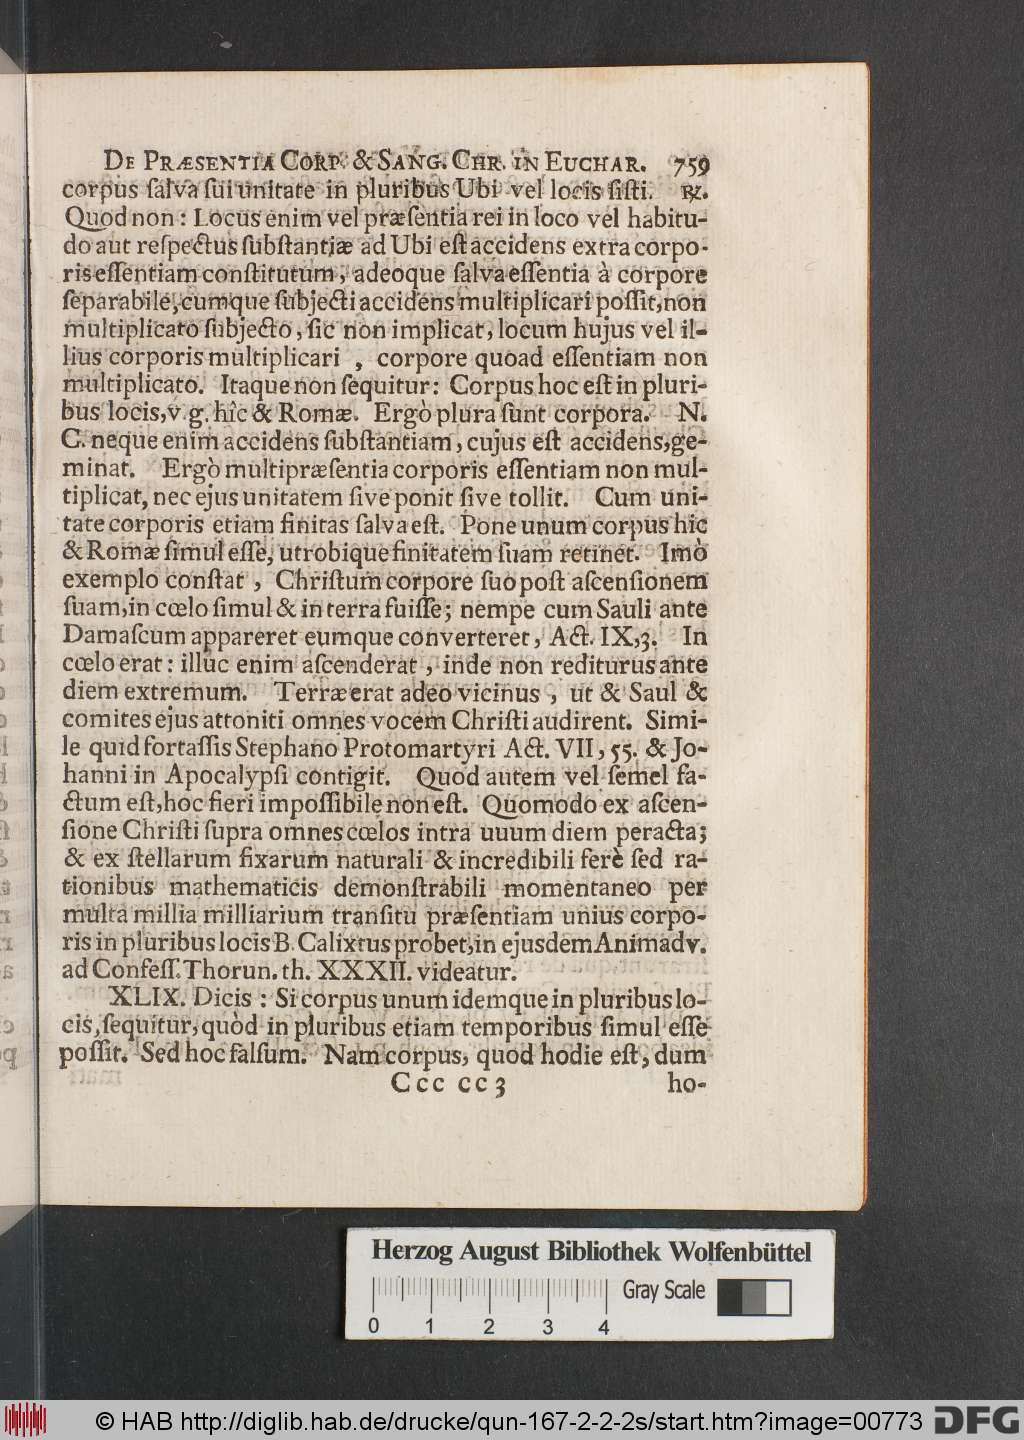 De Præsentia Corp. & Sang. Chr. in Euchar. 759
corpus ſalva ſui unitate in pluribus Ubi vel locis ſiſti. ℟.
Quod non: Locus enim vel præſentia rei in loco vel habitu-
do aut reſpectus ſubſtantiæ ad Ubi eſt accidens extra corpo-
ris eſſentiam conſtitutum, adeoque ſalva eſſentia à corpore
ſeparabile, cumque ſubjecti accidens multiplicari poſſit, non
multiplicato ſubjecto, ſic non implicat, locum hujus vel il-
lius corporis multiplicari , corpore quoad eſſentiam non
multiplicato. Itaque non ſequitur: Corpus hoc eſt in pluri-
bus locis, v. g. hîc & Romæ. Ergò plura ſunt corpora. N.
C. neque enim accidens ſubſtantiam, cujus eſt accidens, ge-
minat. Ergò multipræſentia corporis eſſentiam non mul-
tiplicat, nec ejus unitatem ſive ponit ſive tollit. Cum uni-
tate corporis etiam finitas ſalva eſt. Pone unum corpus hic
& Romæ ſimul eſſe, utrobique finitatem ſuam retinet. Imò
exemplo conſtat , Chriſtum corpore ſuo poſt aſcenſionem
ſuam, in cœlo ſimul & in terra fuiſſe; nempe cum Sauli ante
Damaſcum appareret eumque converteret, Act. IX, 3. In
cœlo erat: illuc enim aſcenderat , inde non rediturus ante
diem extremum. Terræ erat adeo vicinus , ut & Saul &
comites ejus attoniti omnes vocem Chriſti audirent. Simi-
le quid fortaſſis Stephano Protomartyri Act. VII, 55. & Jo-
hanni in Apocalypſi contigit. Quod autem vel ſemel fa-
ctum eſt, hoc fieri impoſſibile non eſt. Quomodo ex aſcen-
ſione Chriſti ſupra omnes cœlos intra uuum diem peracta;
& ex ſtellarum fixarum naturali & incredibili ferè ſed ra-
tionibus mathematicis demonſtrabili momentaneo per
multa millia milliarium tranſitu præſentiam unius corpo-
ris in pluribus locis B. Calixtus probet, in ejusdem Animadv.
ad Confeſſ. Thorun. th. XXXII. videatur.
XLIX. Dicis : Si corpus unum idemque in pluribus lo-
cis, ſequitur, quòd in pluribus etiam temporibus ſimul eſſe
poſſit. Sed hoc falſum. Nam corpus, quod hodie eſt, dum
Ccc cc 3 ho-
Herzog August Bibliothek Wolfenbüttel
Gray Scale
0 1 2 3 4
© HAB http://diglib.hab.de/drucke/qun-167-2-2-2s/start.htm?image=00773 DFG